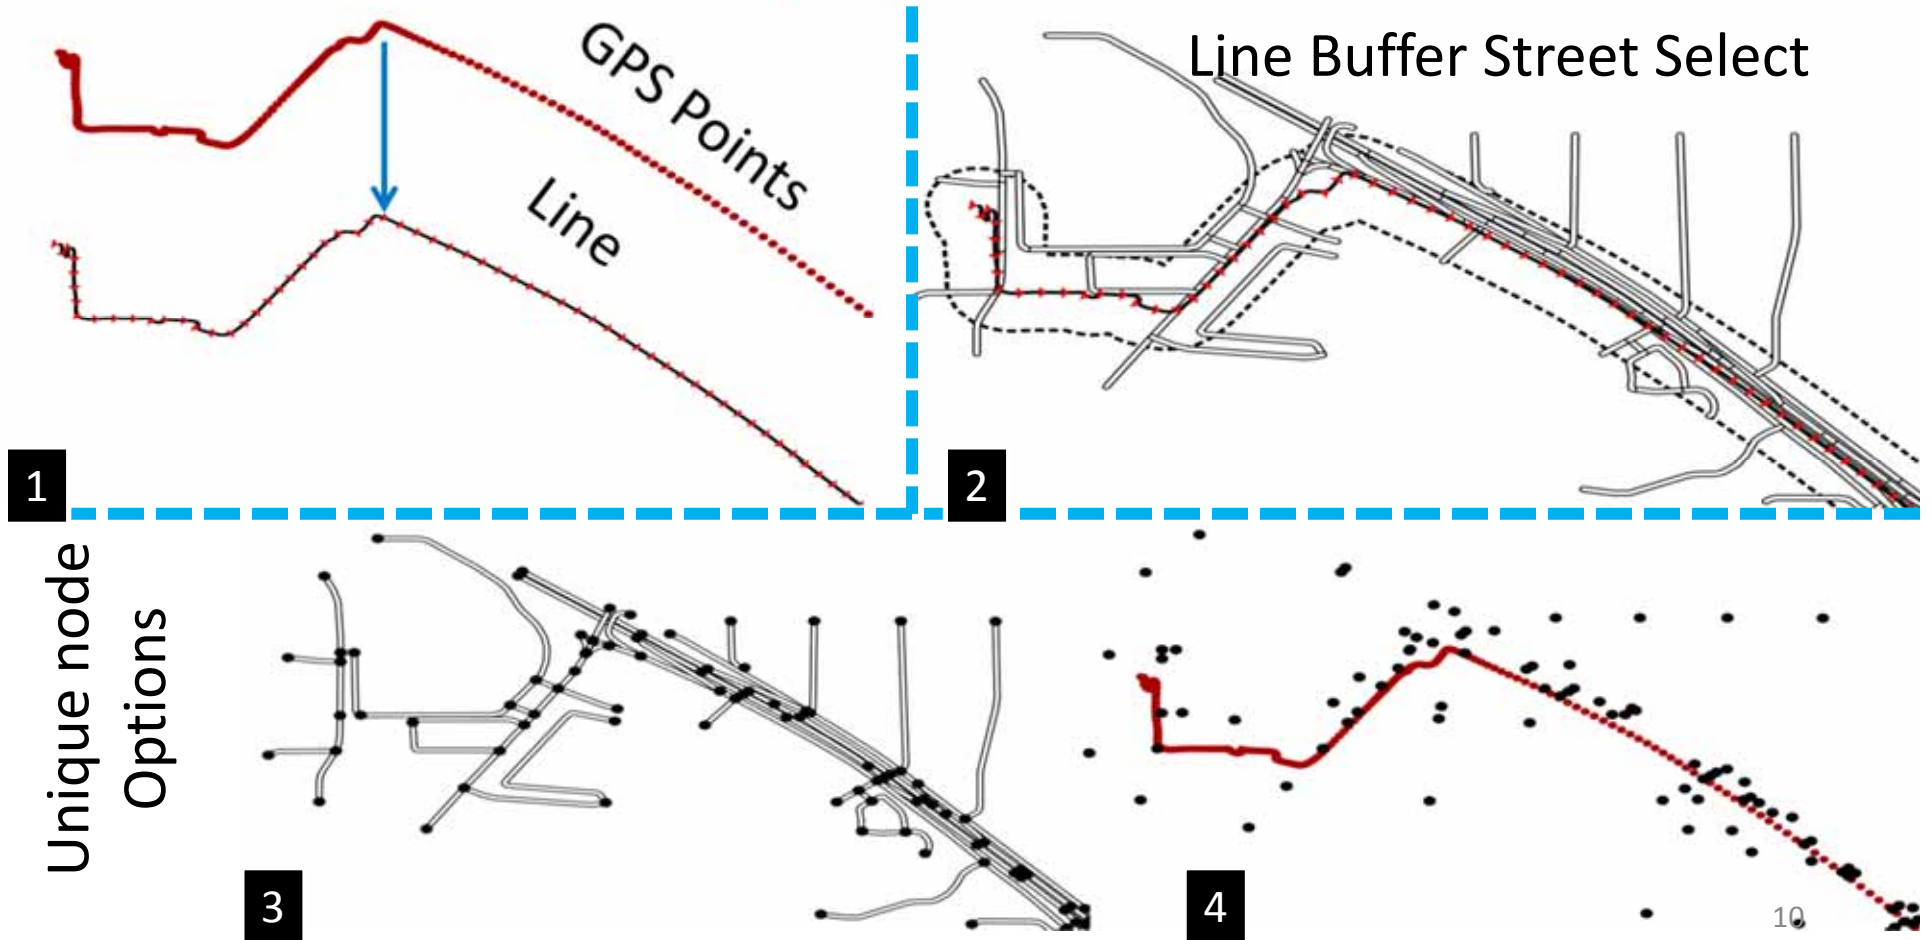 GPS Points
Line
1
Line Buffer Street Select
2
Unique node
Options
3
4
10